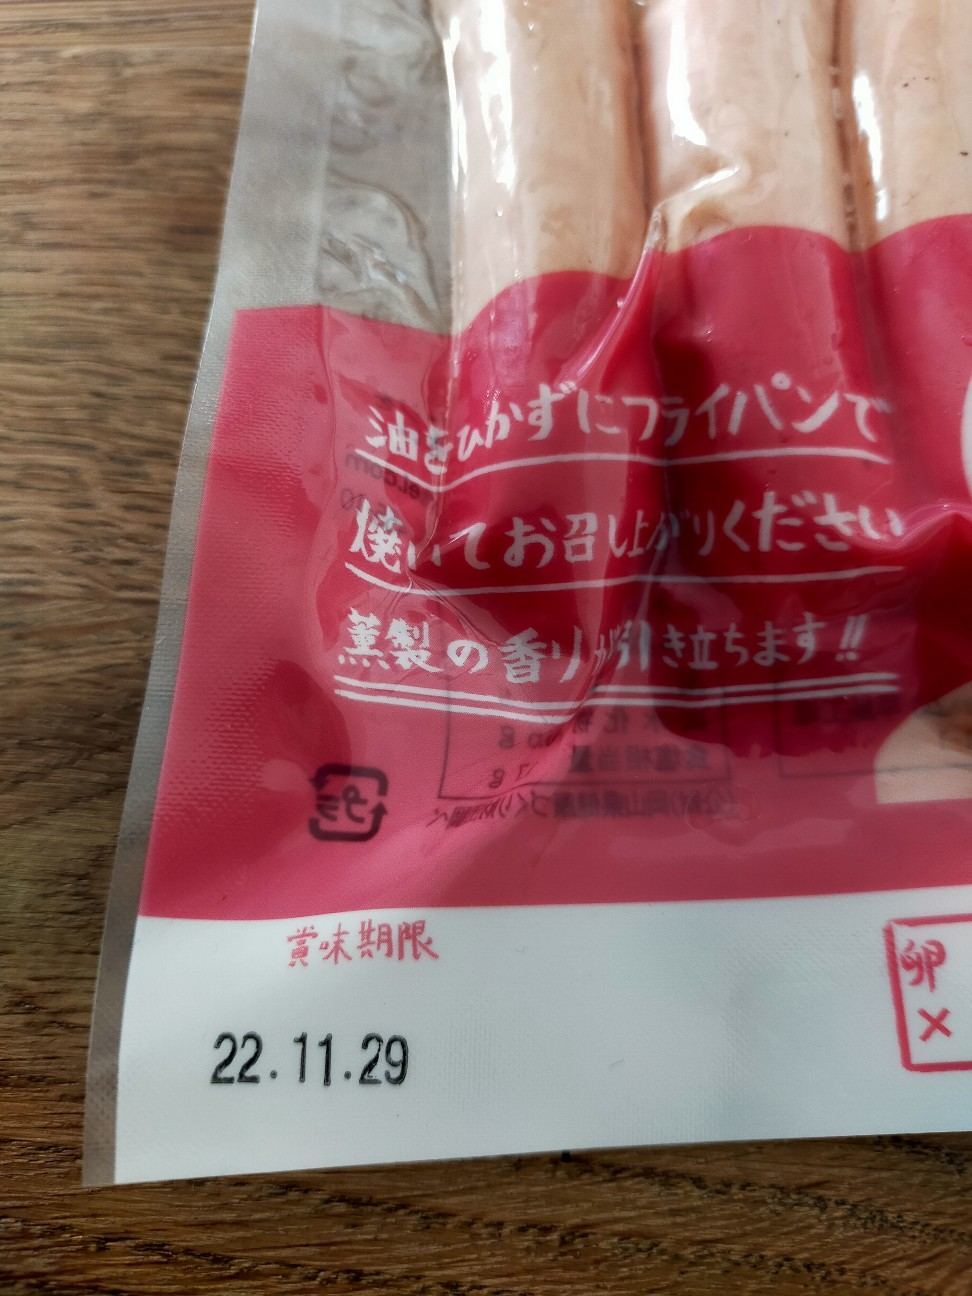 油をひかずにフライパンで
焼いてお召し上がりください
薫製の香りが引き立ちます!!
プラ
賞味期限
22.11.29
卵
×